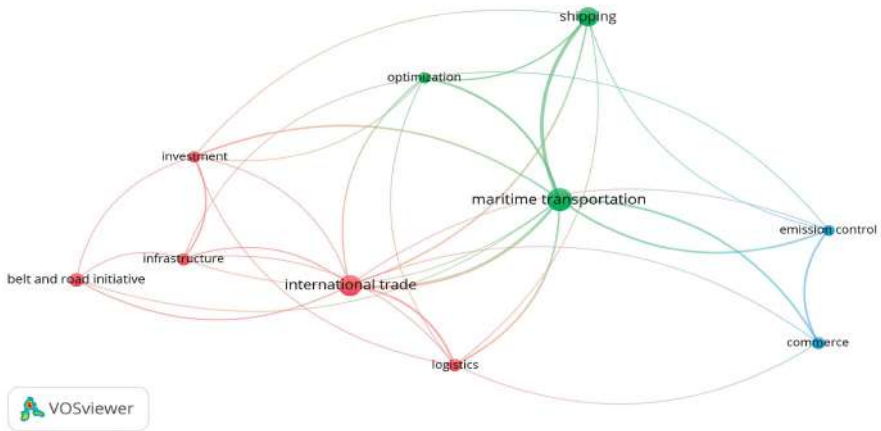 shipping
optimization
investment
maritime transportation
emission control
infrastructure
belt and road initiative
international trade
commerce
logistics
VOSviewer